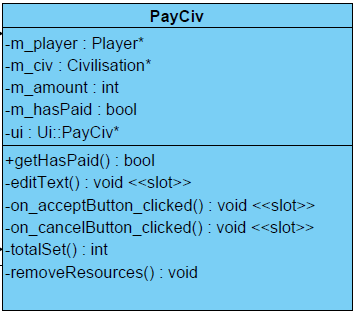 PayCiv
-m_player : Player*
-m_civ : Civilisation*
-m_amount : int
-m_hasPaid : bool
-ui : Ui::PayCiv*
+getHasPaid() : bool
-editText() : void <<slot>>
-on_acceptButton_clicked() : void <<slot>>
-on_cancelButton_clicked() : void <<slot>>
-totalSet() : int
-removeResources() : void